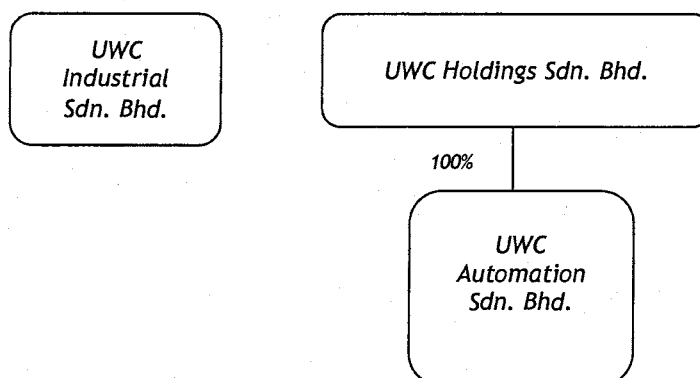 UWC
Industrial
Sdn. Bhd.
UWC Holdings Sdn. Bhd.
100%
UWC
Automation
Sdn. Bhd.